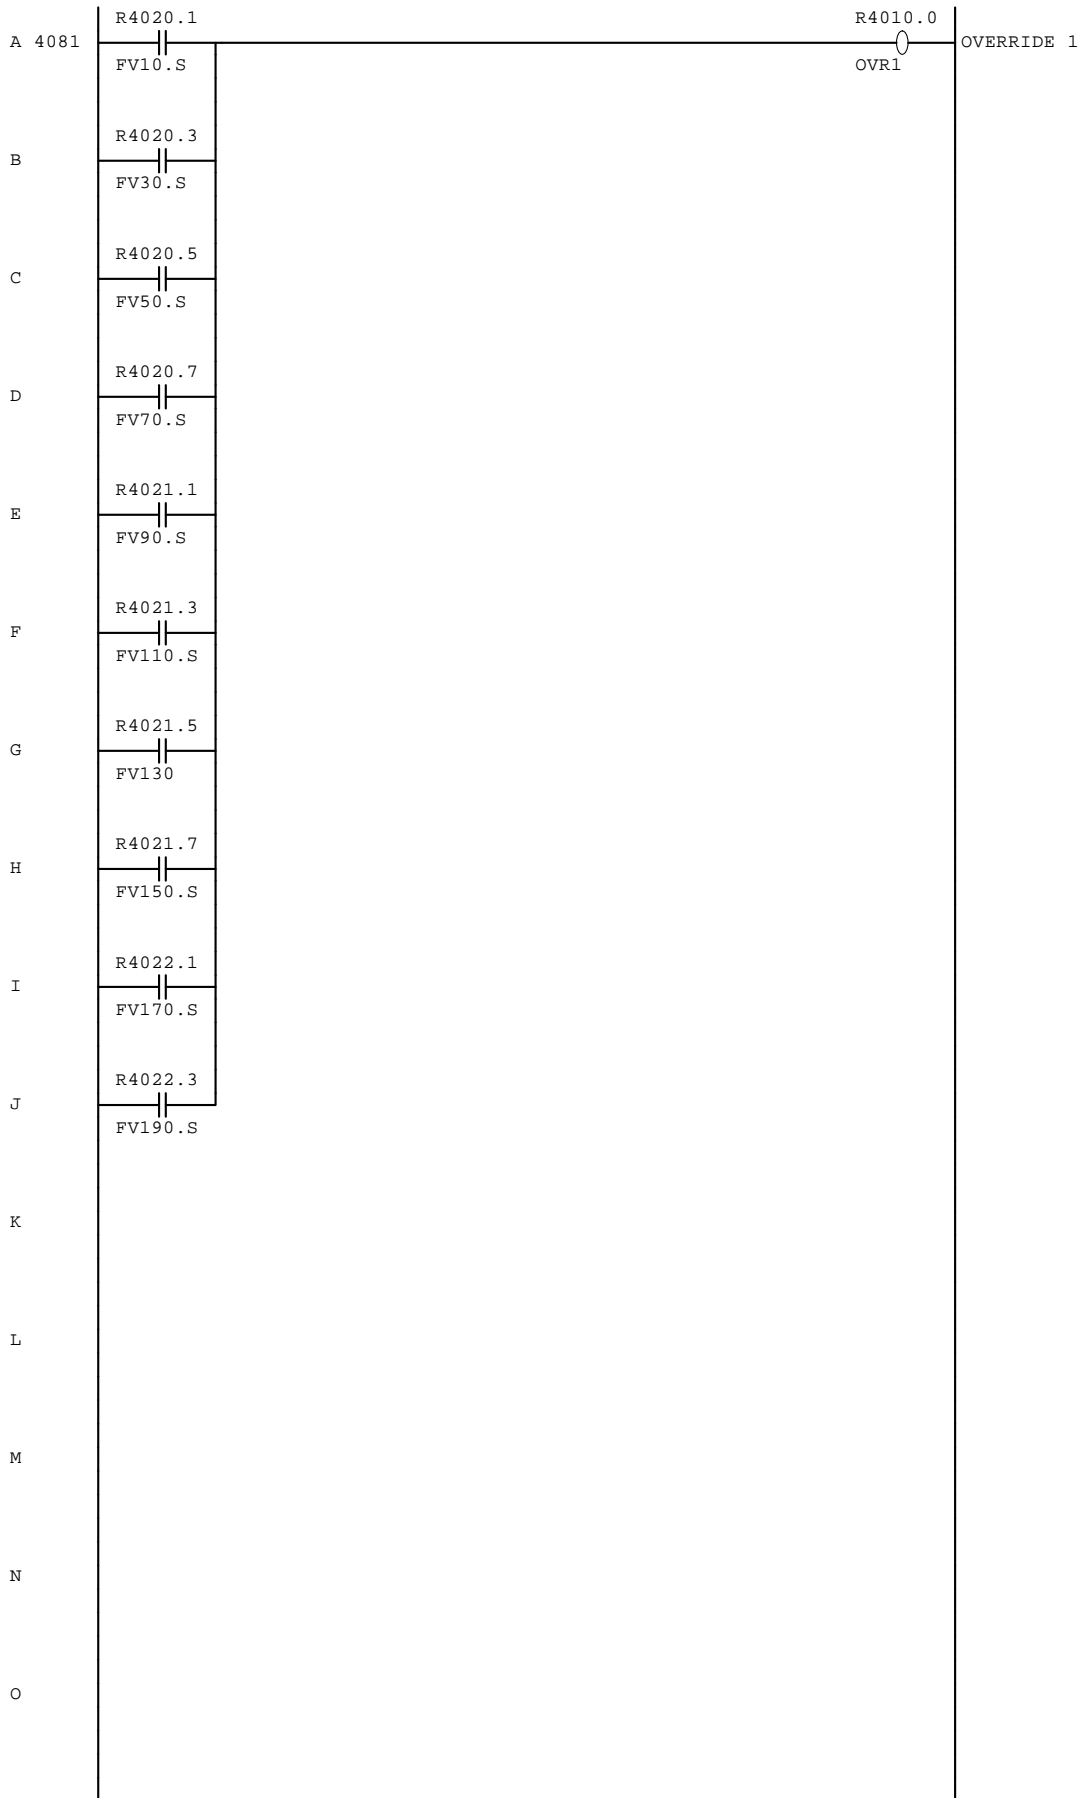 R4020.1 R4010.0
A 4081 OVERRIDE 1
FV10.S OVR1
R4020.3
B
FV30.S
R4020.5
C
FV50.S
R4020.7
D
FV70.S
R4021.1
E
FV90.S
R4021.3
F
FV110.S
R4021.5
G
FV130
R4021.7
H
FV150.S
R4022.1
I
FV170.S
R4022.3
J
FV190.S
K
L
M
N
O